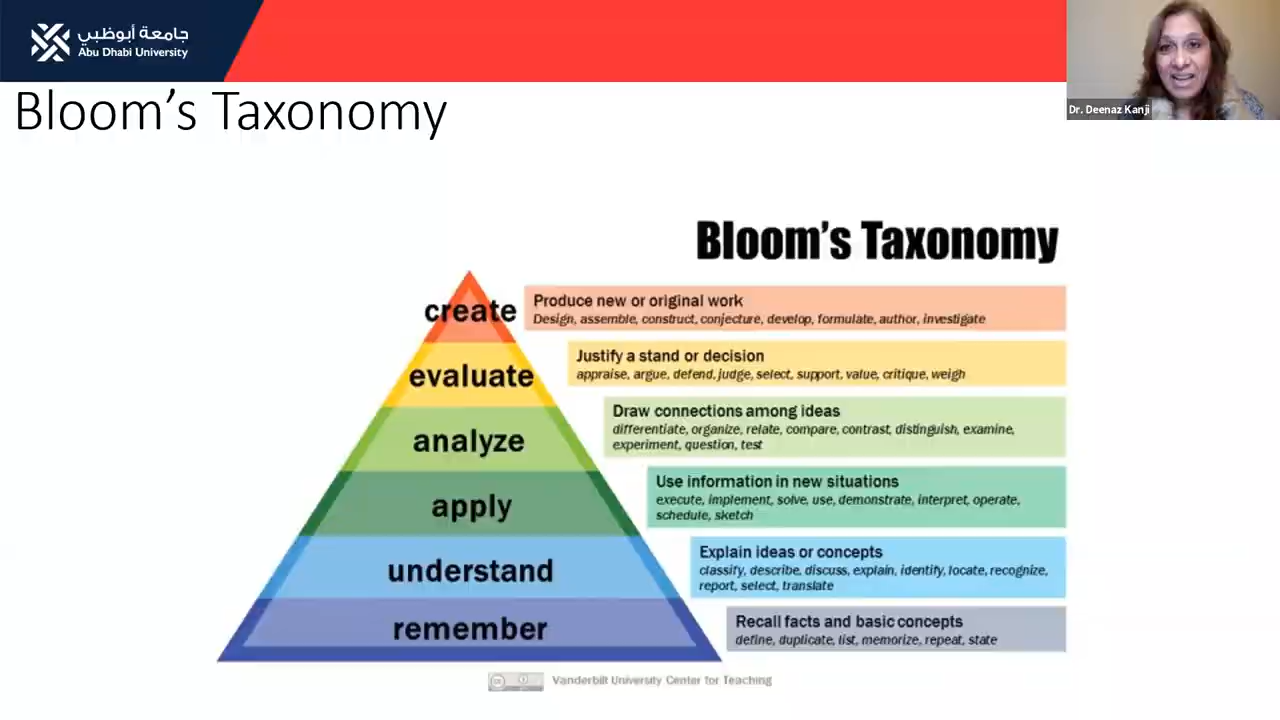 جامعة أبوظبي
Abu Dhabi University
Dr. Deenaz Kanji
Bloom's Taxonomy
Bloom's Taxonomy
create
Produce new or original work
Design, assemble, construct, conjecture, develop, formulate, author, investigate
evaluate
Justify a stand or decision
appraise, argue, defend, judge, select, support, value, critique, weigh
analyze
Draw connections among ideas
differentiate, organize, relate, compare, contrast, distinguish, examine,
experiment, question, test
apply
Use information in new situations
execute, implement, solve, use, demonstrate, interpret, operate,
schedule, sketch
understand
Explain ideas or concepts
classify, describe, discuss, explain, identify, locate, recognize,
report, select, translate
remember
Recall facts and basic concepts
define, duplicate, list, memorize, repeat, state
Vanderbilt University Center for Teaching